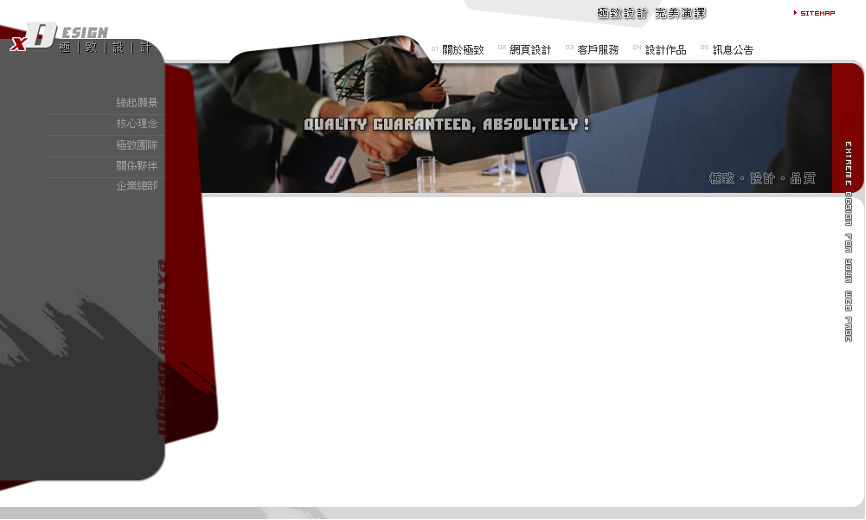 極致設計 完美演譯
SITEMAP
xD ESIGN
極｜致｜設｜計
01 關於極致 02 網頁設計 03 客戶服務 04 設計作品 05 訊息公告
緣起願景
核心理念
極致團隊
關係夥伴
企業總部
QUALITY GUARANTEED, ABSOLUTELY !
極致・設計・品質
EXTREME DESIGN FOR YOUR WEB PAGE